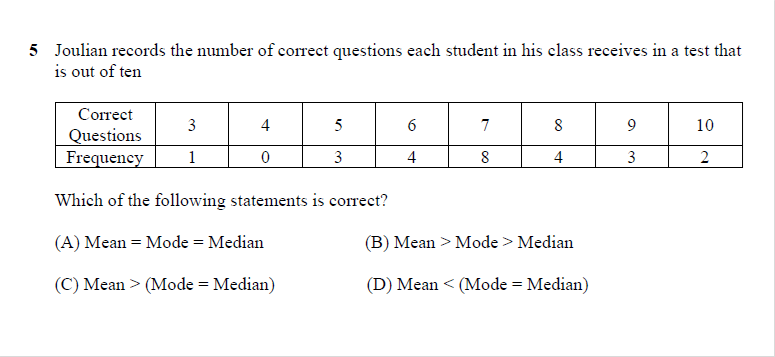 5 Joulian records the number of correct questions each student in his class receives in a test that
is out of ten
Correct Questions 3 4 5 6 7 8 9 10
Frequency 1 0 3 4 8 4 3 2
Which of the following statements is correct?
(A) Mean = Mode = Median (B) Mean > Mode > Median
(C) Mean > (Mode = Median) (D) Mean < (Mode = Median)